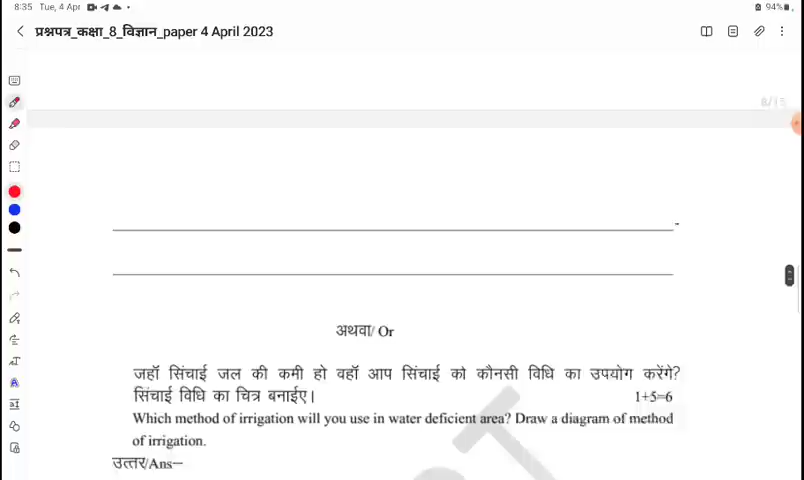 8:35 Tue, 4 Apr
94%
प्रश्नपत्र_कक्षा_8_विज्ञान_paper 4 April 2023
8/15
अथवा/ Or
जहाँ सिंचाई जल की कमी हो वहाँ आप सिंचाई को कौनसी विधि का उपयोग करेंगे?
सिंचाई विधि का चित्र बनाईए। 1+5=6
Which method of irrigation will you use in water deficient area? Draw a diagram of method
of irrigation.
उत्तर/Ans–